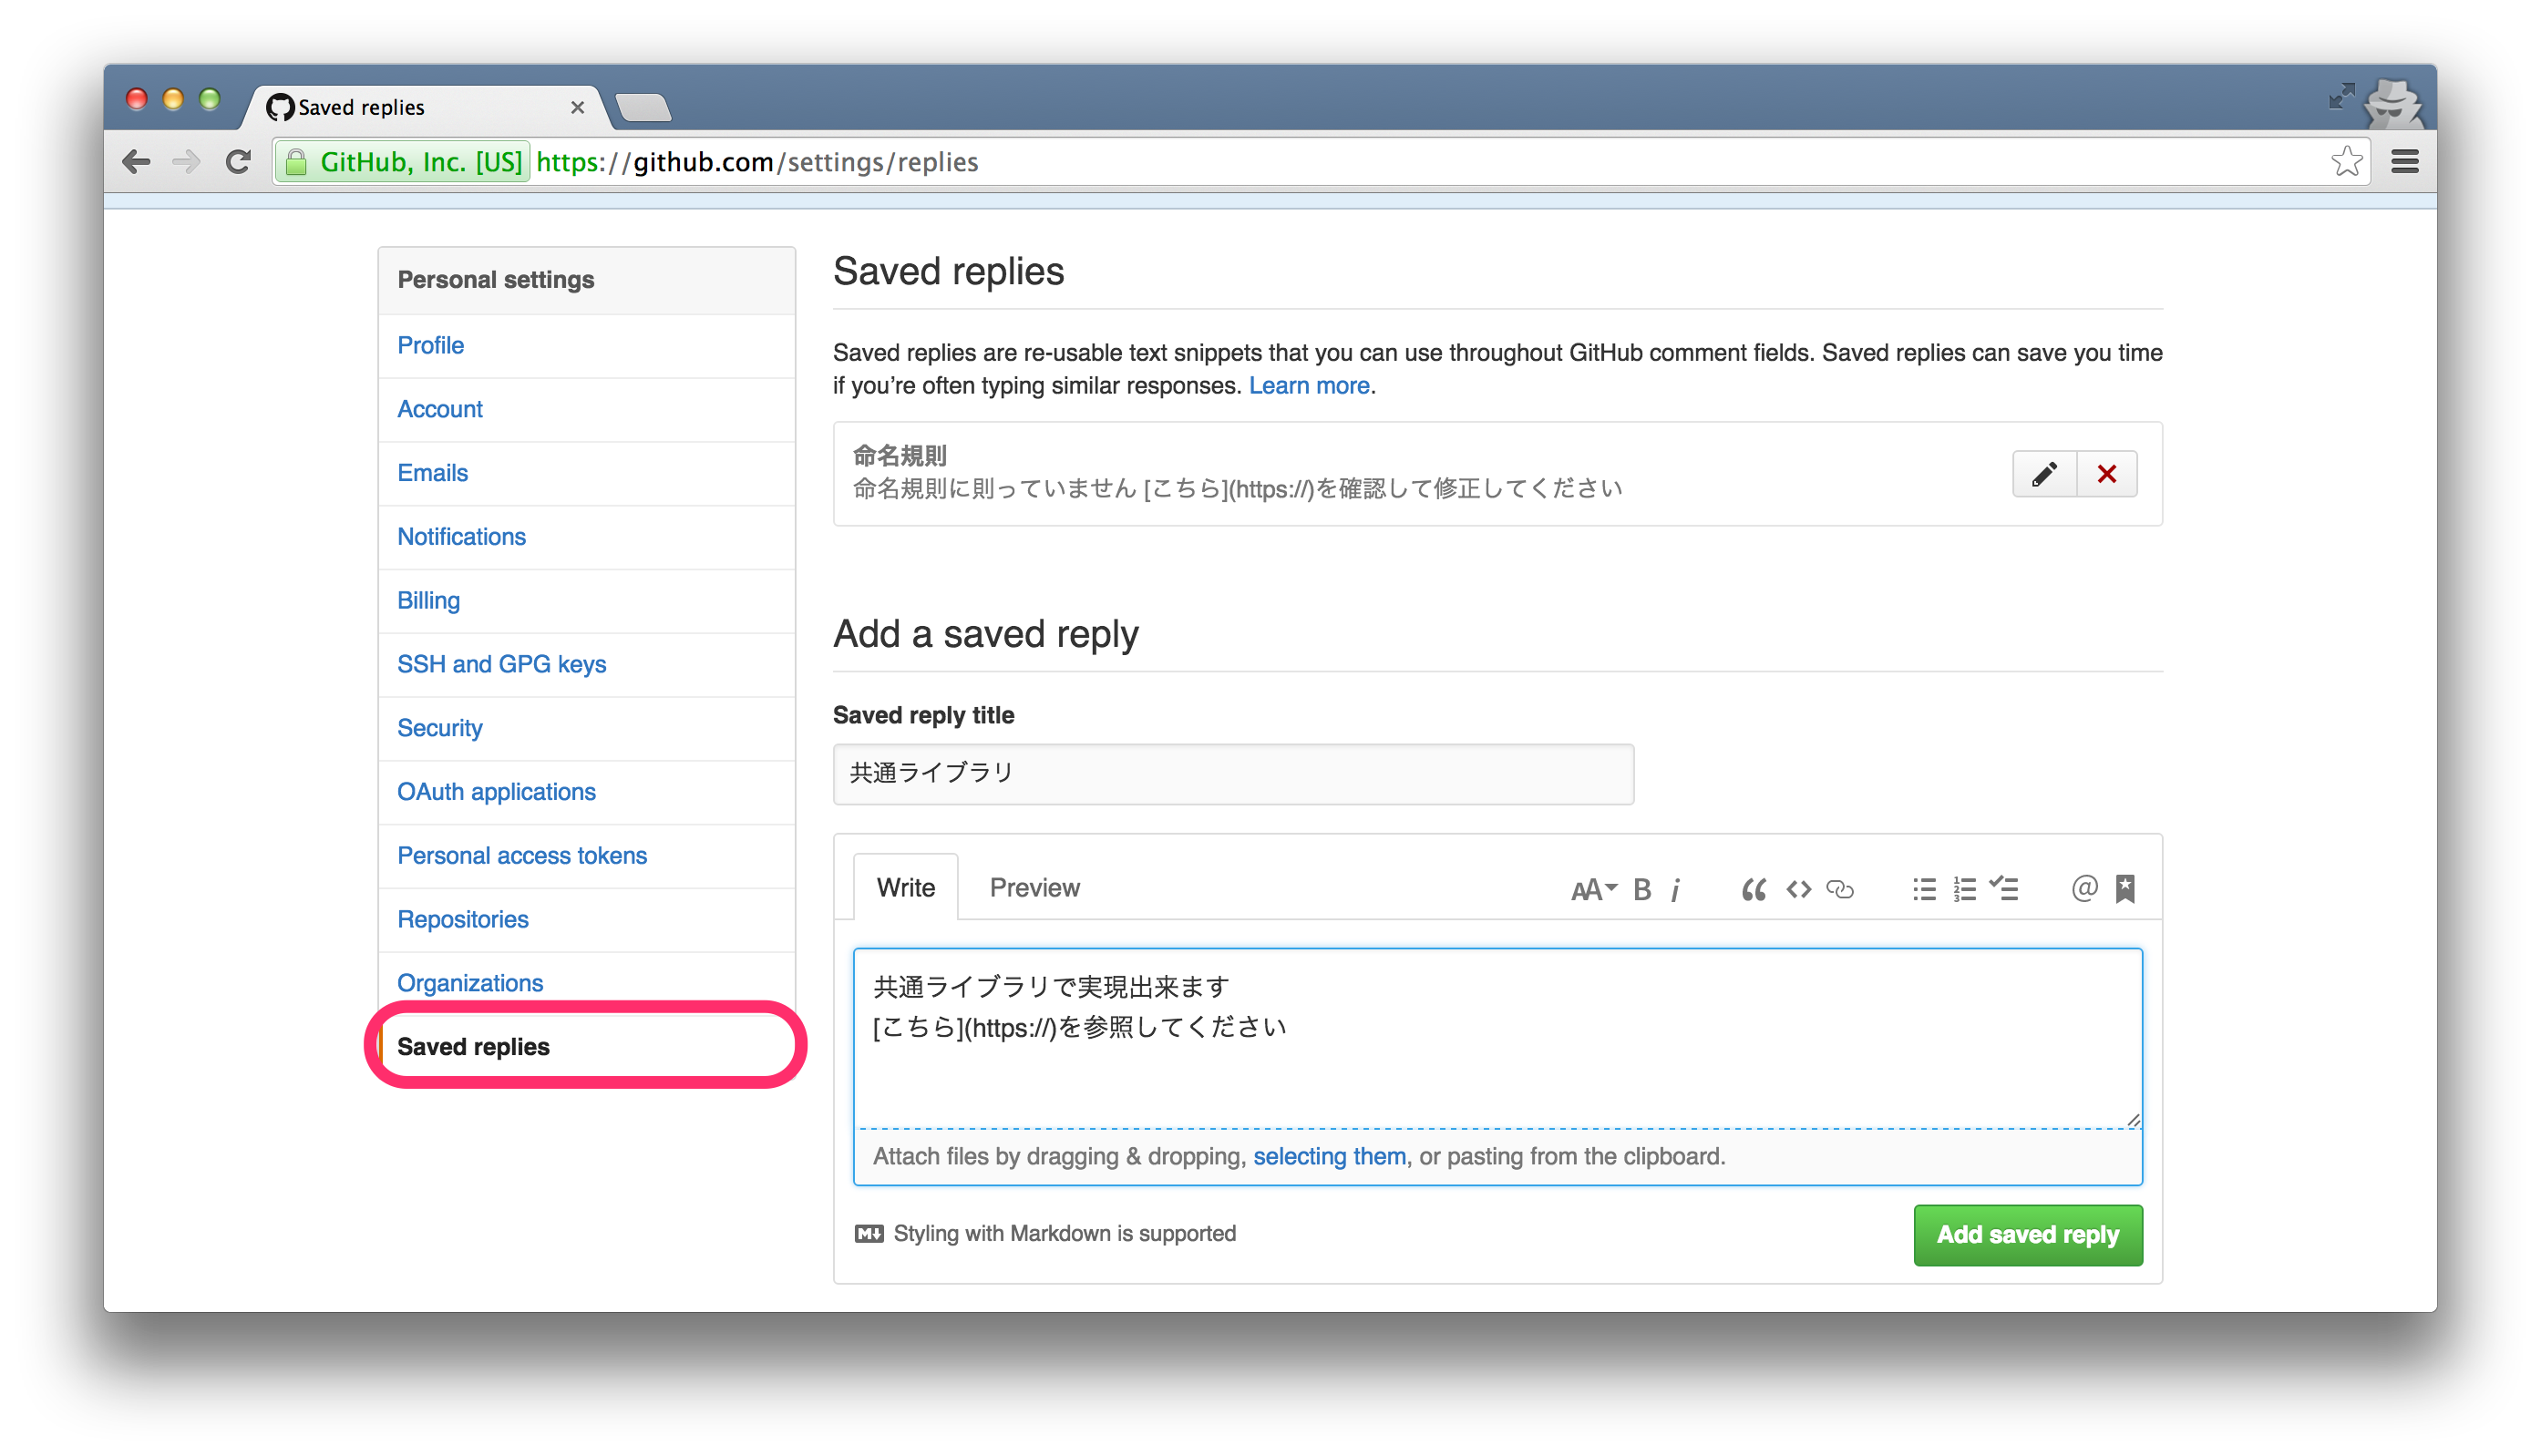 Saved replies
GitHub, Inc. [US] https://github.com/settings/replies
Personal settings
Profile
Account
Emails
Notifications
Billing
SSH and GPG keys
Security
OAuth applications
Personal access tokens
Repositories
Organizations
Saved replies
Saved replies
Saved replies are re-usable text snippets that you can use throughout GitHub comment fields. Saved replies can save you time
if you’re often typing similar responses. Learn more.
命名規則
命名規則に則っていません [こちら](https://)を確認して修正してください
Add a saved reply
Saved reply title
共通ライブラリ
Write Preview AA B i
共通ライブラリで実現出来ます
[こちら](https://)を参照してください
Attach files by dragging & dropping, selecting them, or pasting from the clipboard.
Styling with Markdown is supported
Add saved reply